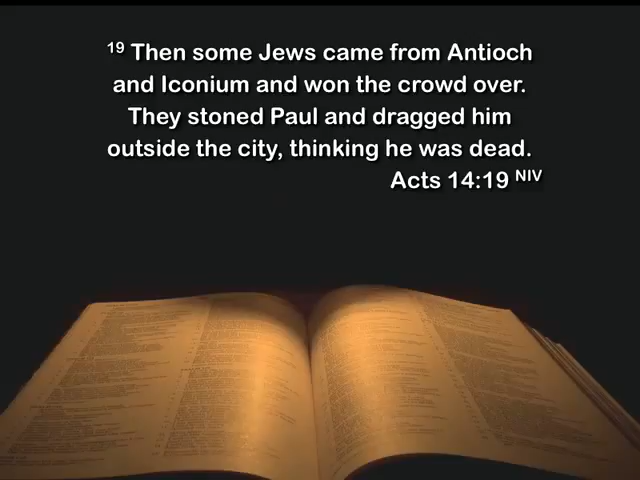 19 Then some Jews came from Antioch
and Iconium and won the crowd over.
They stoned Paul and dragged him
outside the city, thinking he was dead.
Acts 14:19 NIV